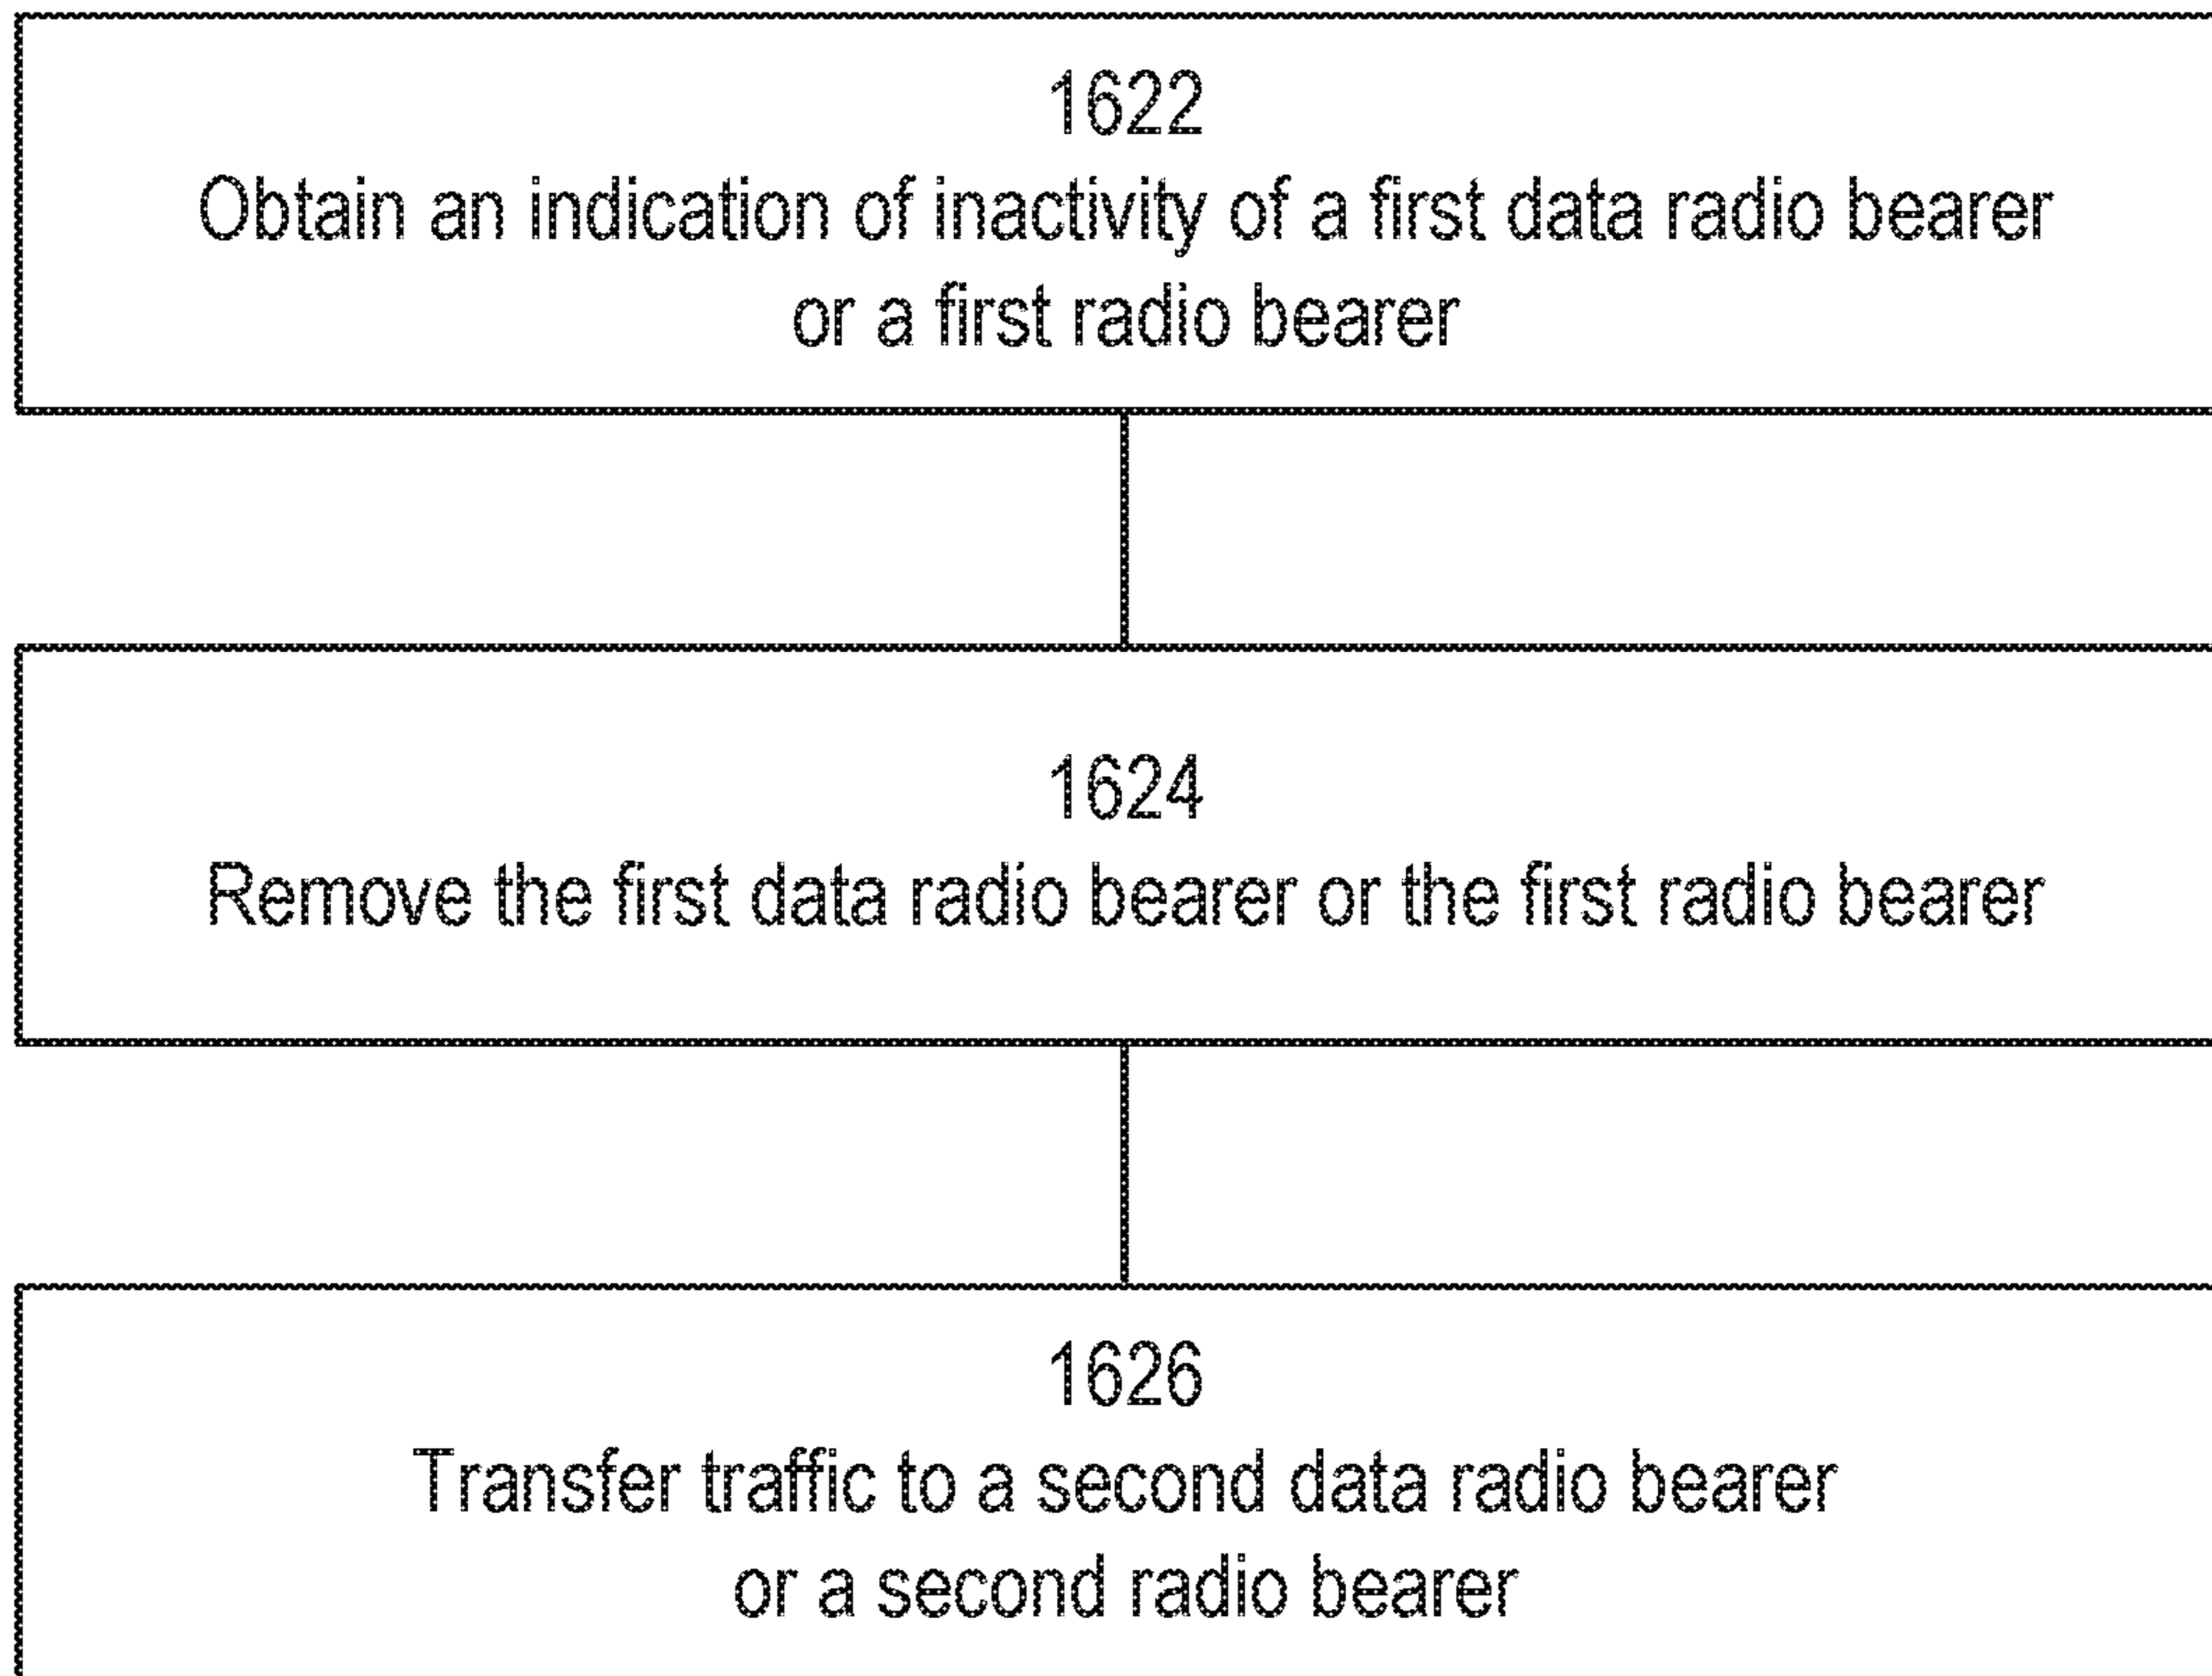 1622
Obtain an indication of inactivity of a first data radio bearer
or a first radio bearer
1624
Remove the first data radio bearer or the first radio bearer
1626
Transfer traffic to a second data radio bearer
or a second radio bearer